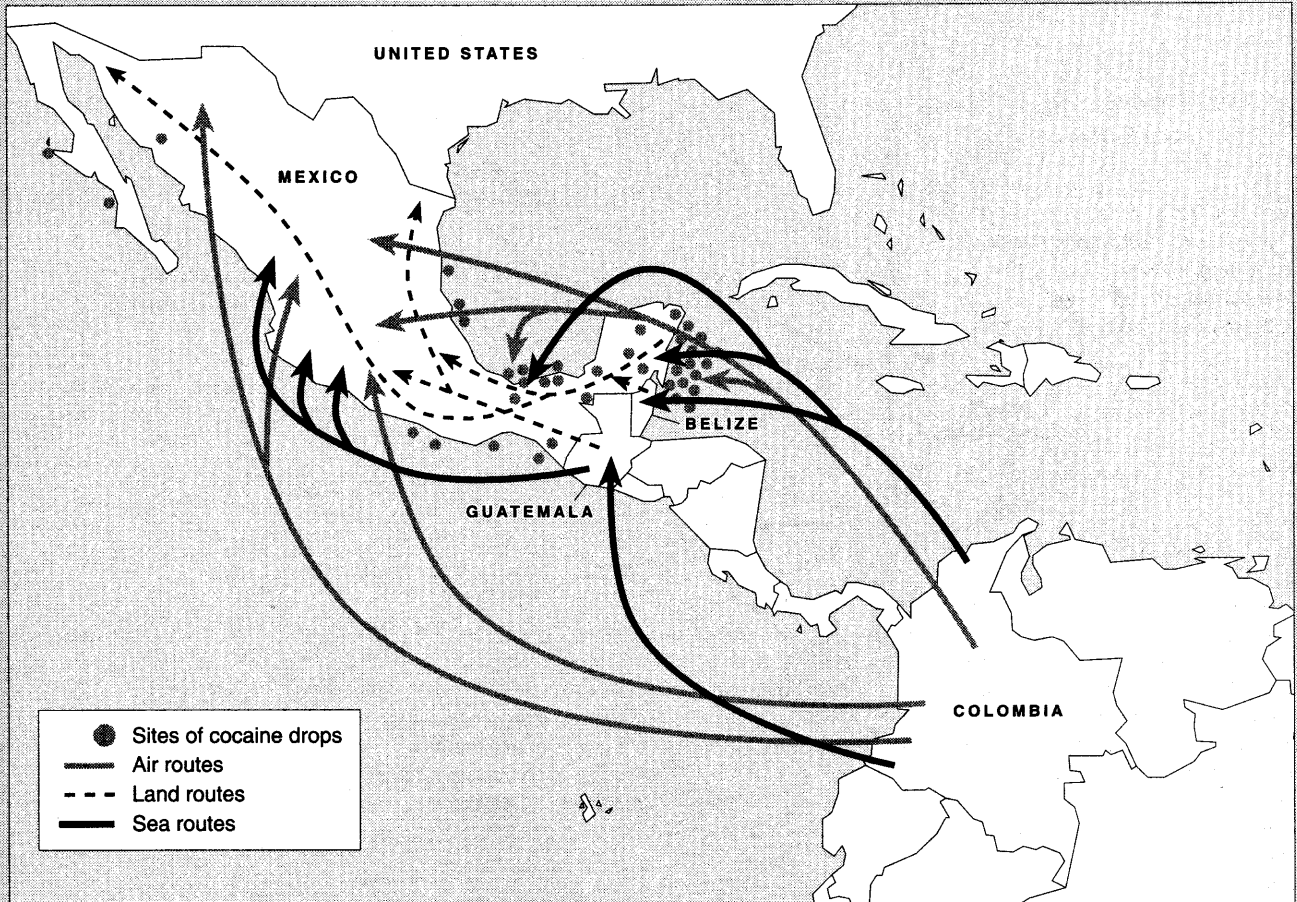 UNITED STATES
MEXICO
BELIZE
GUATEMALA
COLOMBIA
Sites of cocaine drops
Air routes
Land routes
Sea routes